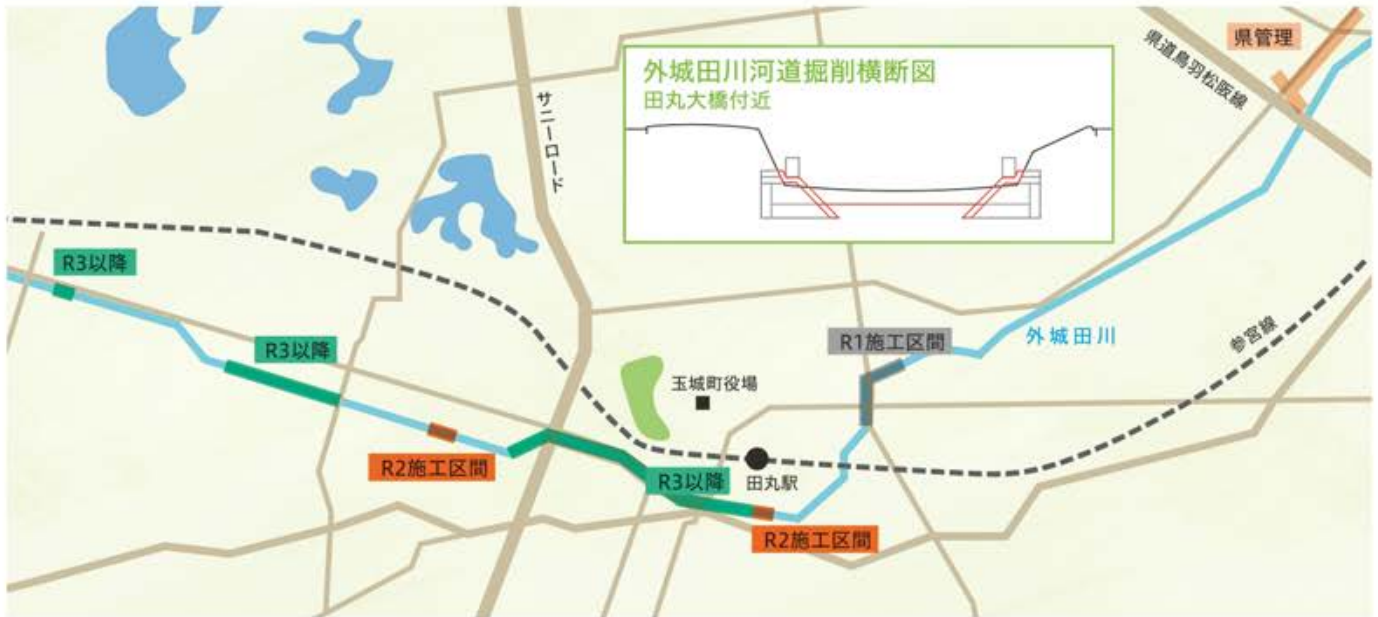 県管理
県道鳥羽松阪線
外城田川河道掘削横断図
田丸大橋付近
サニーロード
R3以降
R3以降
R1施工区間
外城田川
参宮線
玉城町役場
R2施工区間
R3以降
田丸駅
R2施工区間